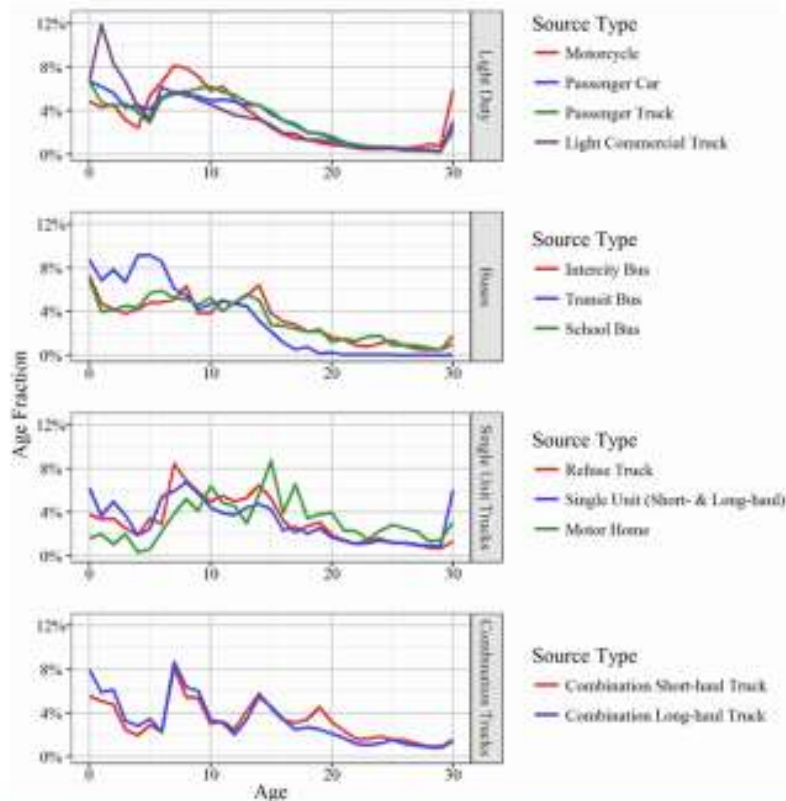 12%
8%
4%
0%
0
10
20
30
Light Duty
Source Type
Motorcycle
Passenger Car
Passenger Truck
Light Commercial Truck
12%
8%
4%
0%
0
10
20
30
Buses
Source Type
Intercity Bus
Transit Bus
School Bus
Age Fraction
12%
8%
4%
0%
0
10
20
30
Single Unit Trucks
Source Type
Refuse Truck
Single Unit (Short- & Long-haul)
Motor Home
12%
8%
4%
0%
0
10
20
30
Combination Trucks
Source Type
Combination Short-haul Truck
Combination Long-haul Truck
Age